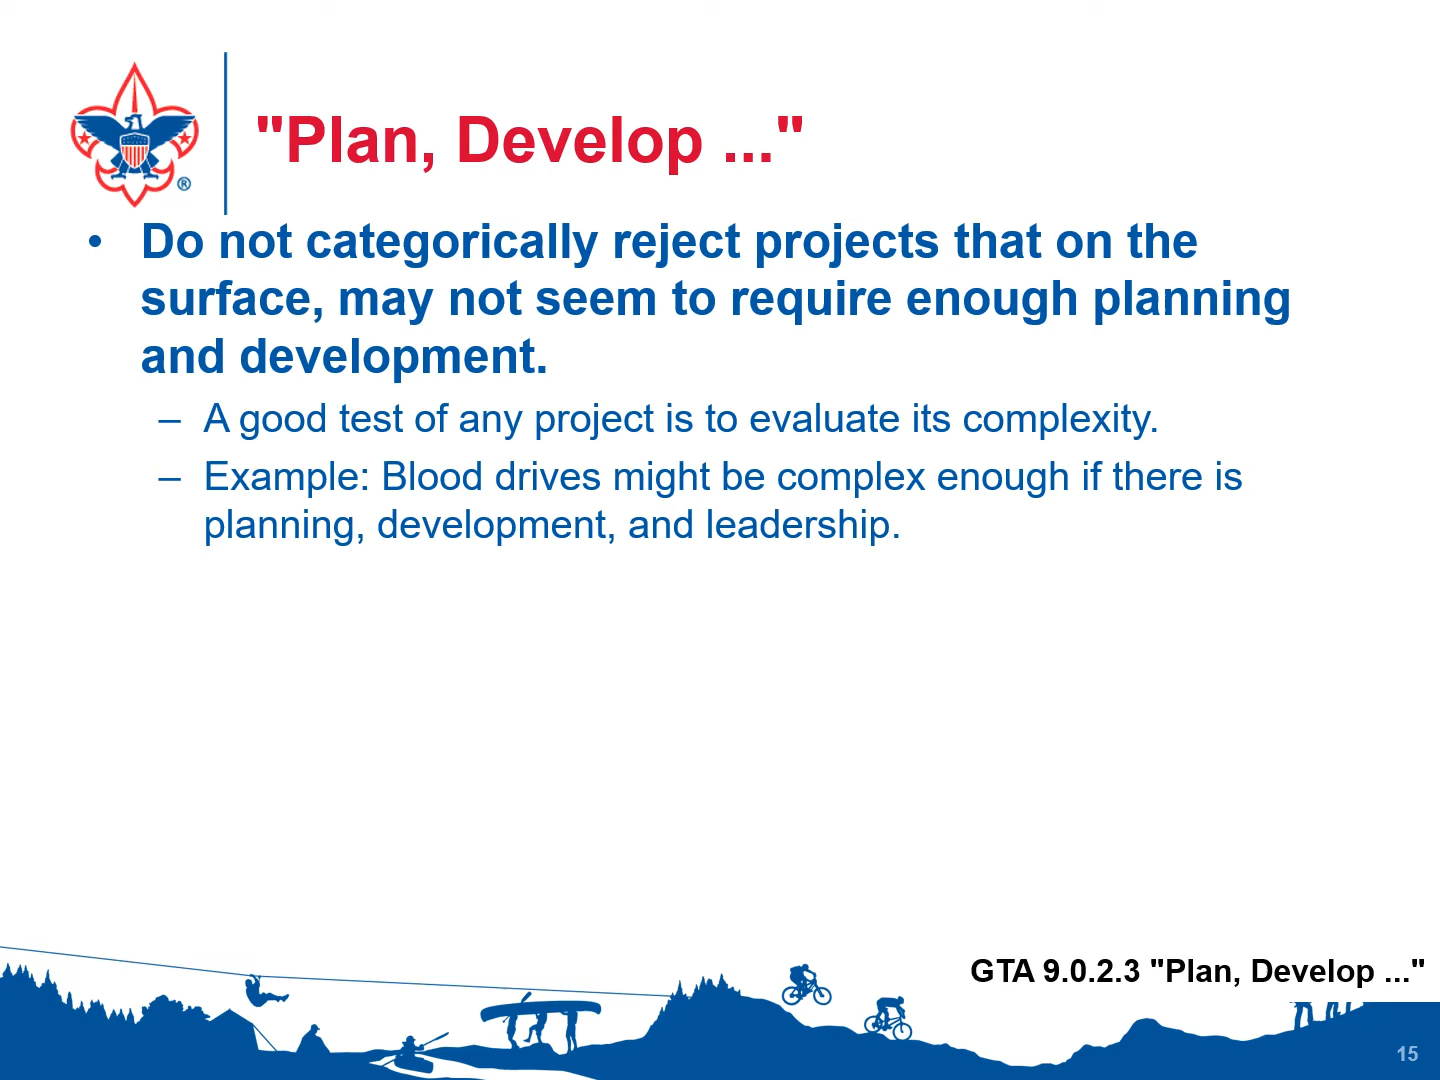 "Plan, Develop ..."
• Do not categorically reject projects that on the
surface, may not seem to require enough planning
and development.
– A good test of any project is to evaluate its complexity.
– Example: Blood drives might be complex enough if there is
planning, development, and leadership.
GTA 9.0.2.3 "Plan, Develop ..."
15
®